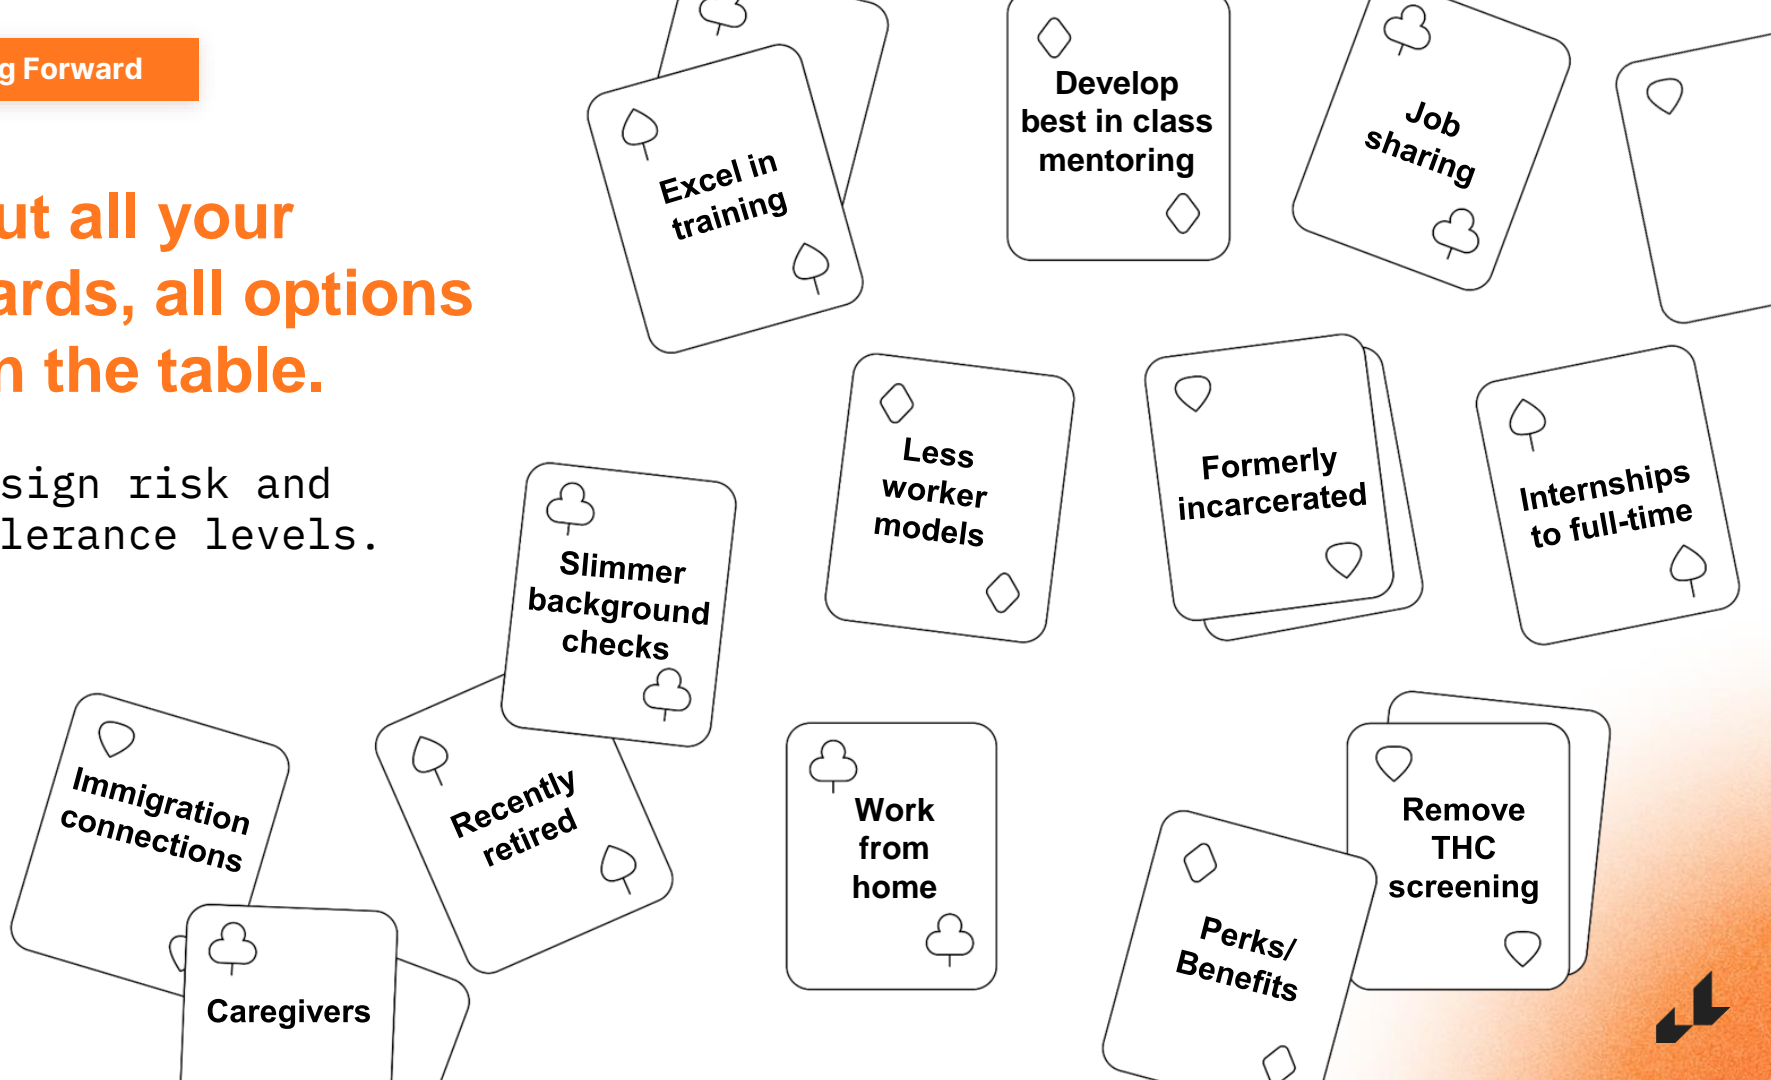 g Forward
ut all your
ards, all options
n the table.
sign risk and
lerance levels.
Excel in
training
Develop
best in class
mentoring
Job
sharing
Less
worker
models
Formerly
incarcerated
Internships
to full-time
Slimmer
background
checks
Immigration
connections
Recently
retired
Work
from
home
Remove
THC
screening
Perks/
Benefits
Caregivers